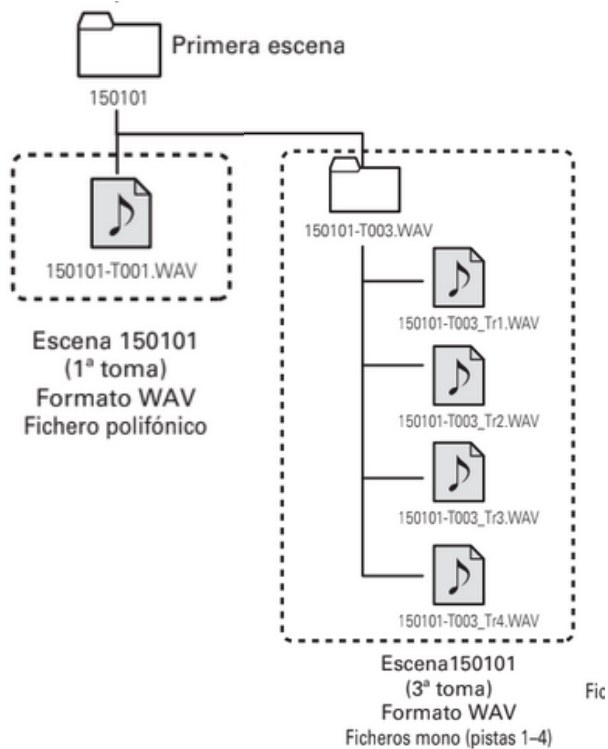 Primera escena
150101
150101-T001.WAV
Escena 150101
(1ª toma)
Formato WAV
Fichero polifónico
150101-T003.WAV
150101-T003_Tr1.WAV
150101-T003_Tr2.WAV
150101-T003_Tr3.WAV
150101-T003_Tr4.WAV
Escena150101
(3ª toma)
Formato WAV
Ficheros mono (pistas 1–4)
Fic